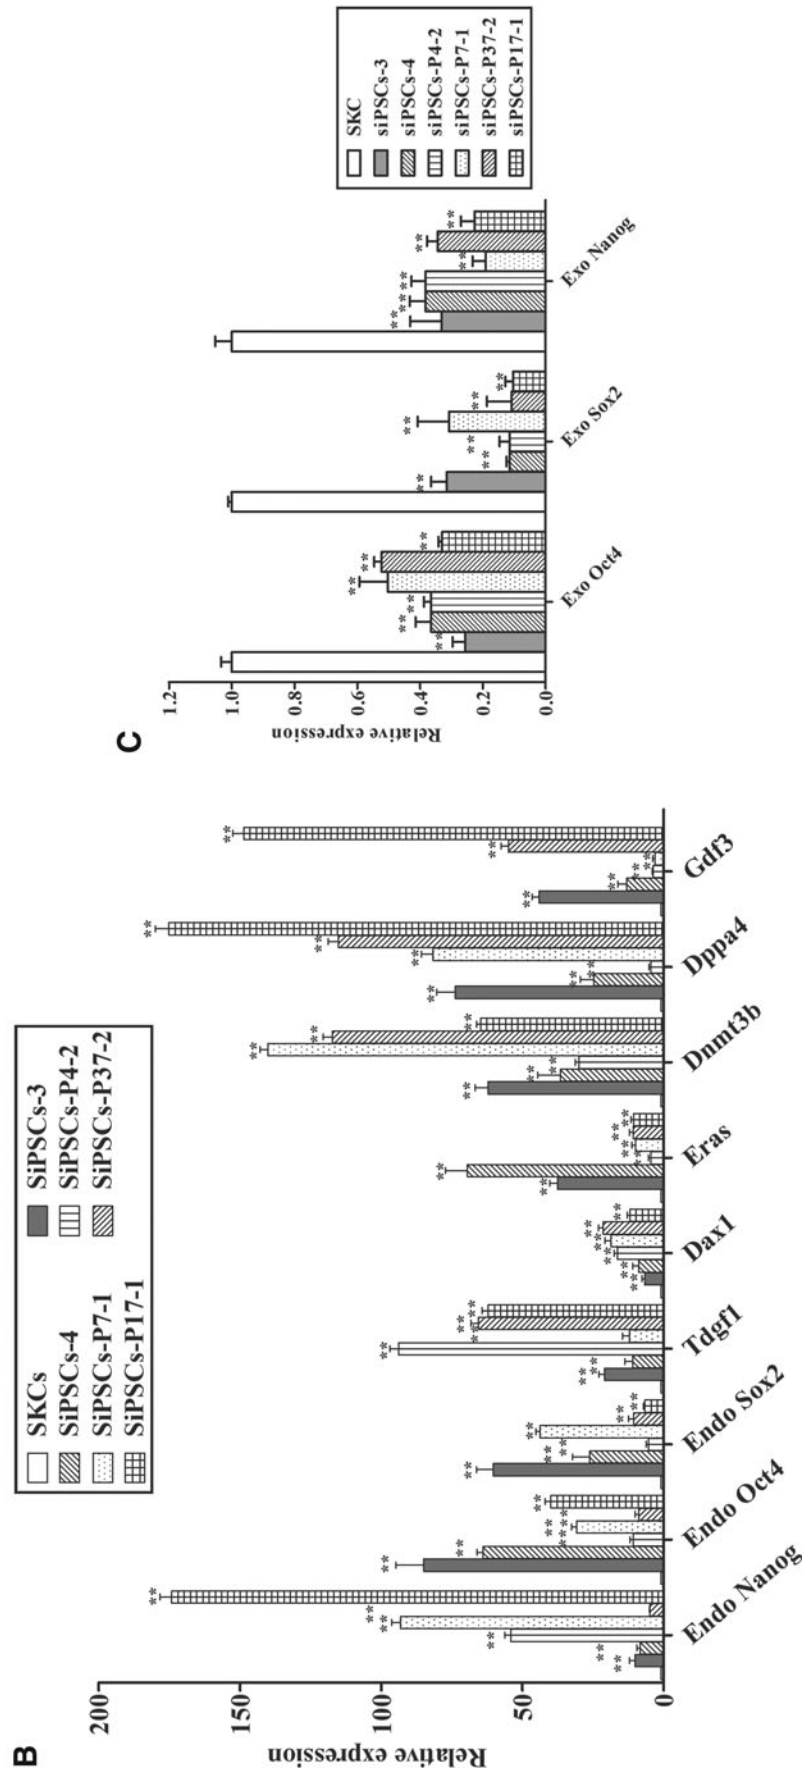 B
SKCs
SiPSCs-3
SiPSCs-4
SiPSCs-P4-2
SiPSCs-P7-1
SiPSCs-P37-2
SiPSCs-P17-1
Relative expression
200
150
100
50
0
Endo Nanog
Endo Oct4
Endo Sox2
Tdgf1
Dax1
Eras
Dnmt3b
Dppa4
Gdf3
C
Relative expression
1.2
1.0
0.8
0.6
0.4
0.2
0.0
Exo Oct4
Exo Sox2
Exo Nanog
SKC
siPSCs-3
siPSCs-4
siPSCs-P4-2
siPSCs-P7-1
siPSCs-P37-2
siPSCs-P17-1